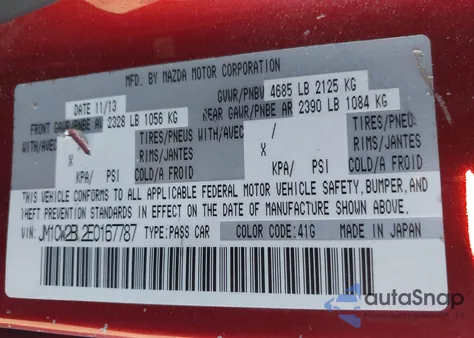 MFD. BY MAZDA MOTOR CORPORATION
DATE 11/13
GVWR/PNBV 4685 LB 2125 KG
FRONT GAWR/PNBE AV 2328 LB 1056 KG
REAR GAWR/PNBE AR 2390 LB 1084 KG
WITH/AVEC TIRES/PNEUS WITH/AVEC / TIRES/PNEUS
X RIMS/JANTES X RIMS/JANTES
KPA/ PSI COLD/A FROID KPA/ PSI COLD/A FROID
THIS VEHICLE CONFORMS TO ALL APPLICABLE FEDERAL MOTOR VEHICLE SAFETY, BUMPER, AND
THEFT PREVENTION STANDARDS IN EFFECT ON THE DATE OF MANUFACTURE SHOWN ABOVE.
VIN: JM1CW2BL2E0167787 TYPE: PASS CAR COLOR CODE: 41G MADE IN JAPAN
autoSnap